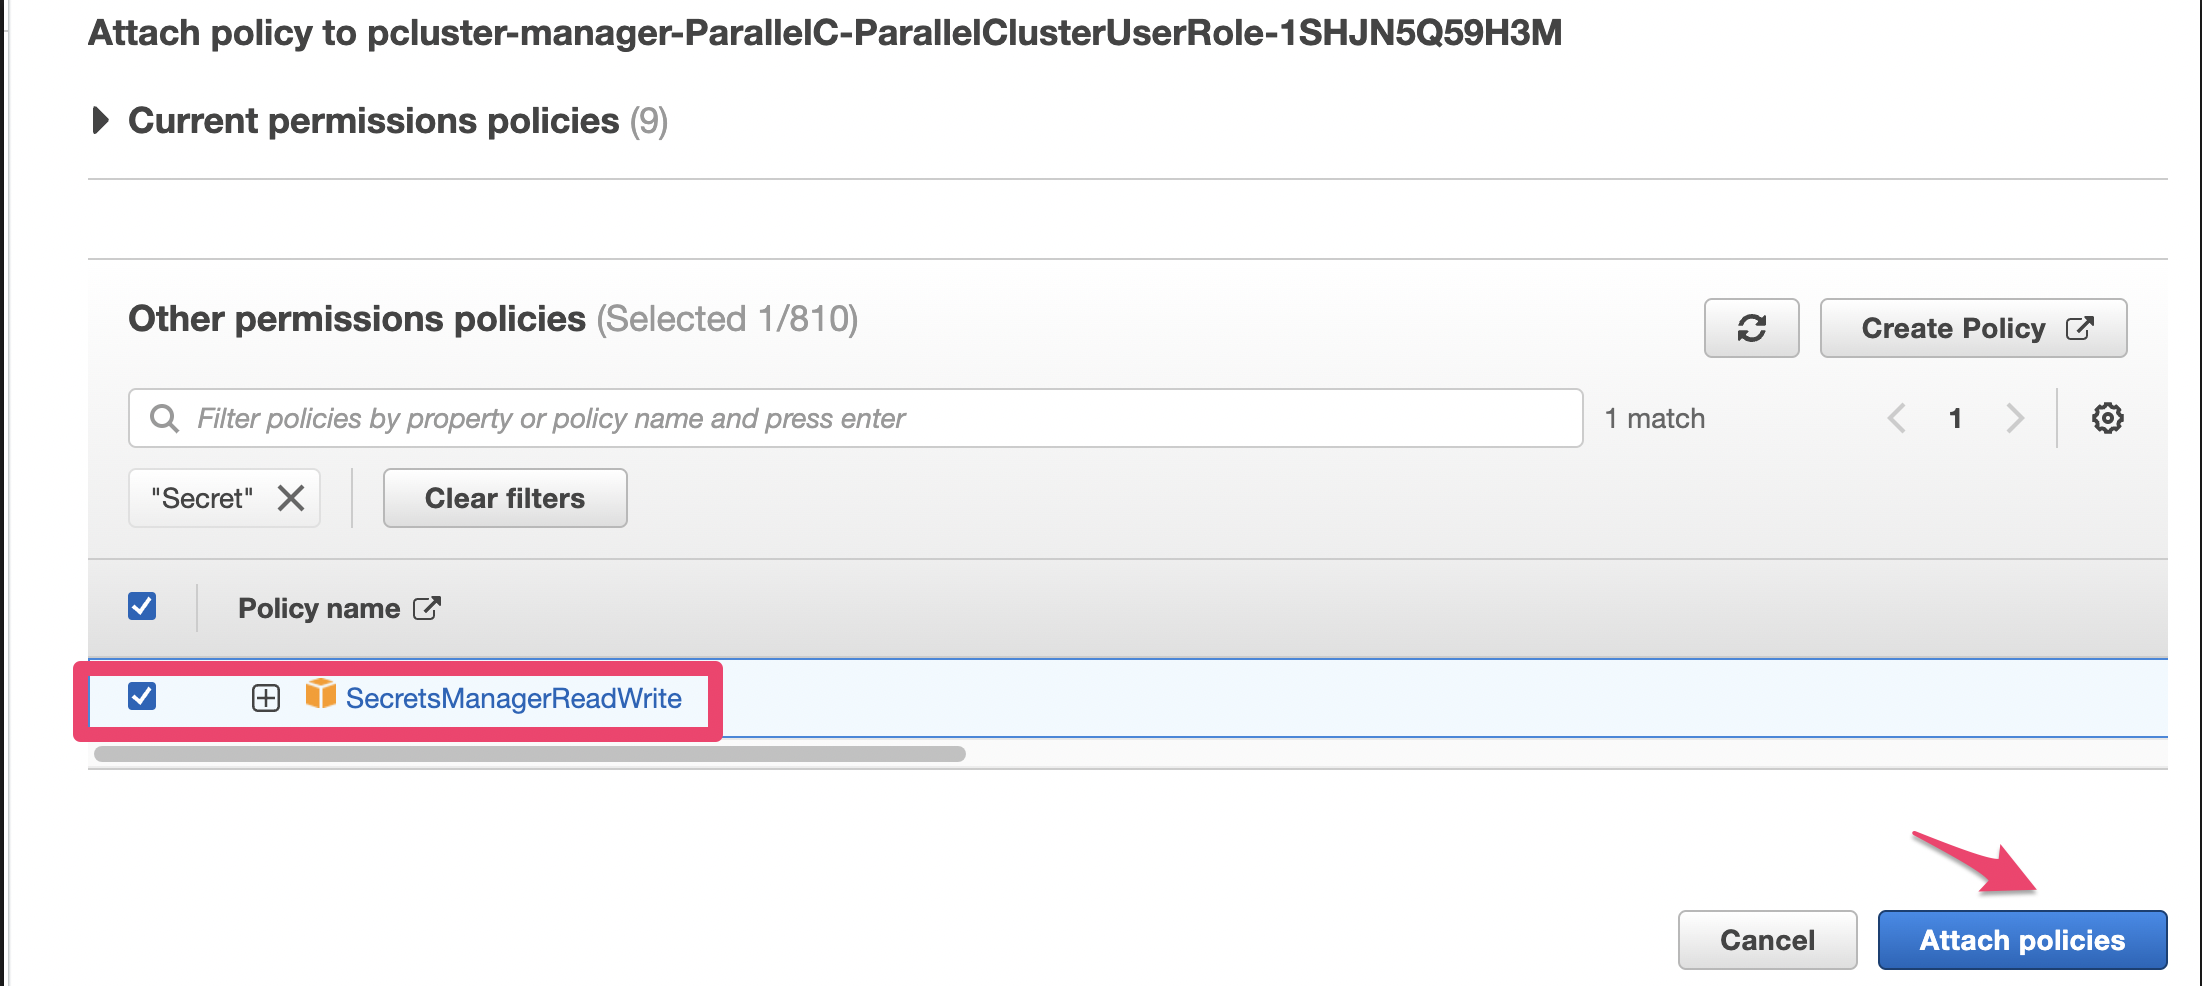 Attach policy to pcluster-manager-ParallelC-ParallelClusterUserRole-1SHJN5Q59H3M
Current permissions policies (9)
Other permissions policies (Selected 1/810)
Create Policy
Filter policies by property or policy name and press enter
1 match
1
"Secret"
Clear filters
Policy name
SecretsManagerReadWrite
Cancel
Attach policies